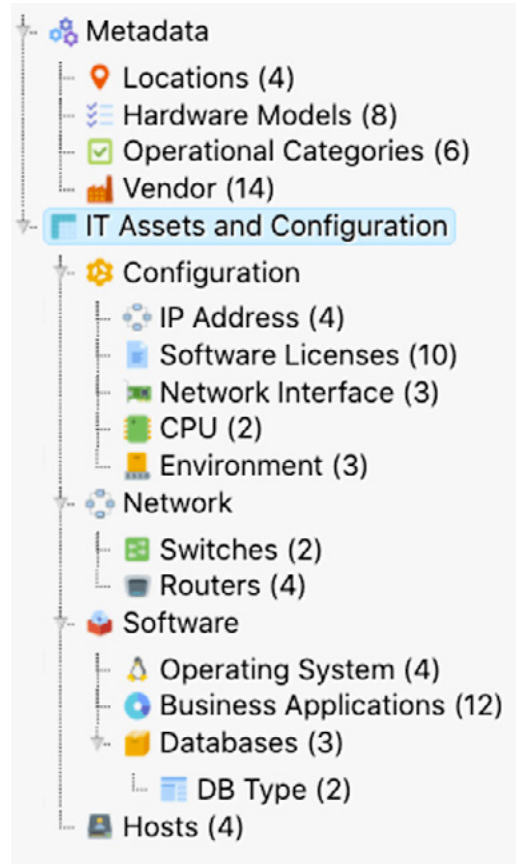 Metadata
Locations (4)
Hardware Models (8)
Operational Categories (6)
Vendor (14)
IT Assets and Configuration
Configuration
IP Address (4)
Software Licenses (10)
Network Interface (3)
CPU (2)
Environment (3)
Network
Switches (2)
Routers (4)
Software
Operating System (4)
Business Applications (12)
Databases (3)
DB Type (2)
Hosts (4)